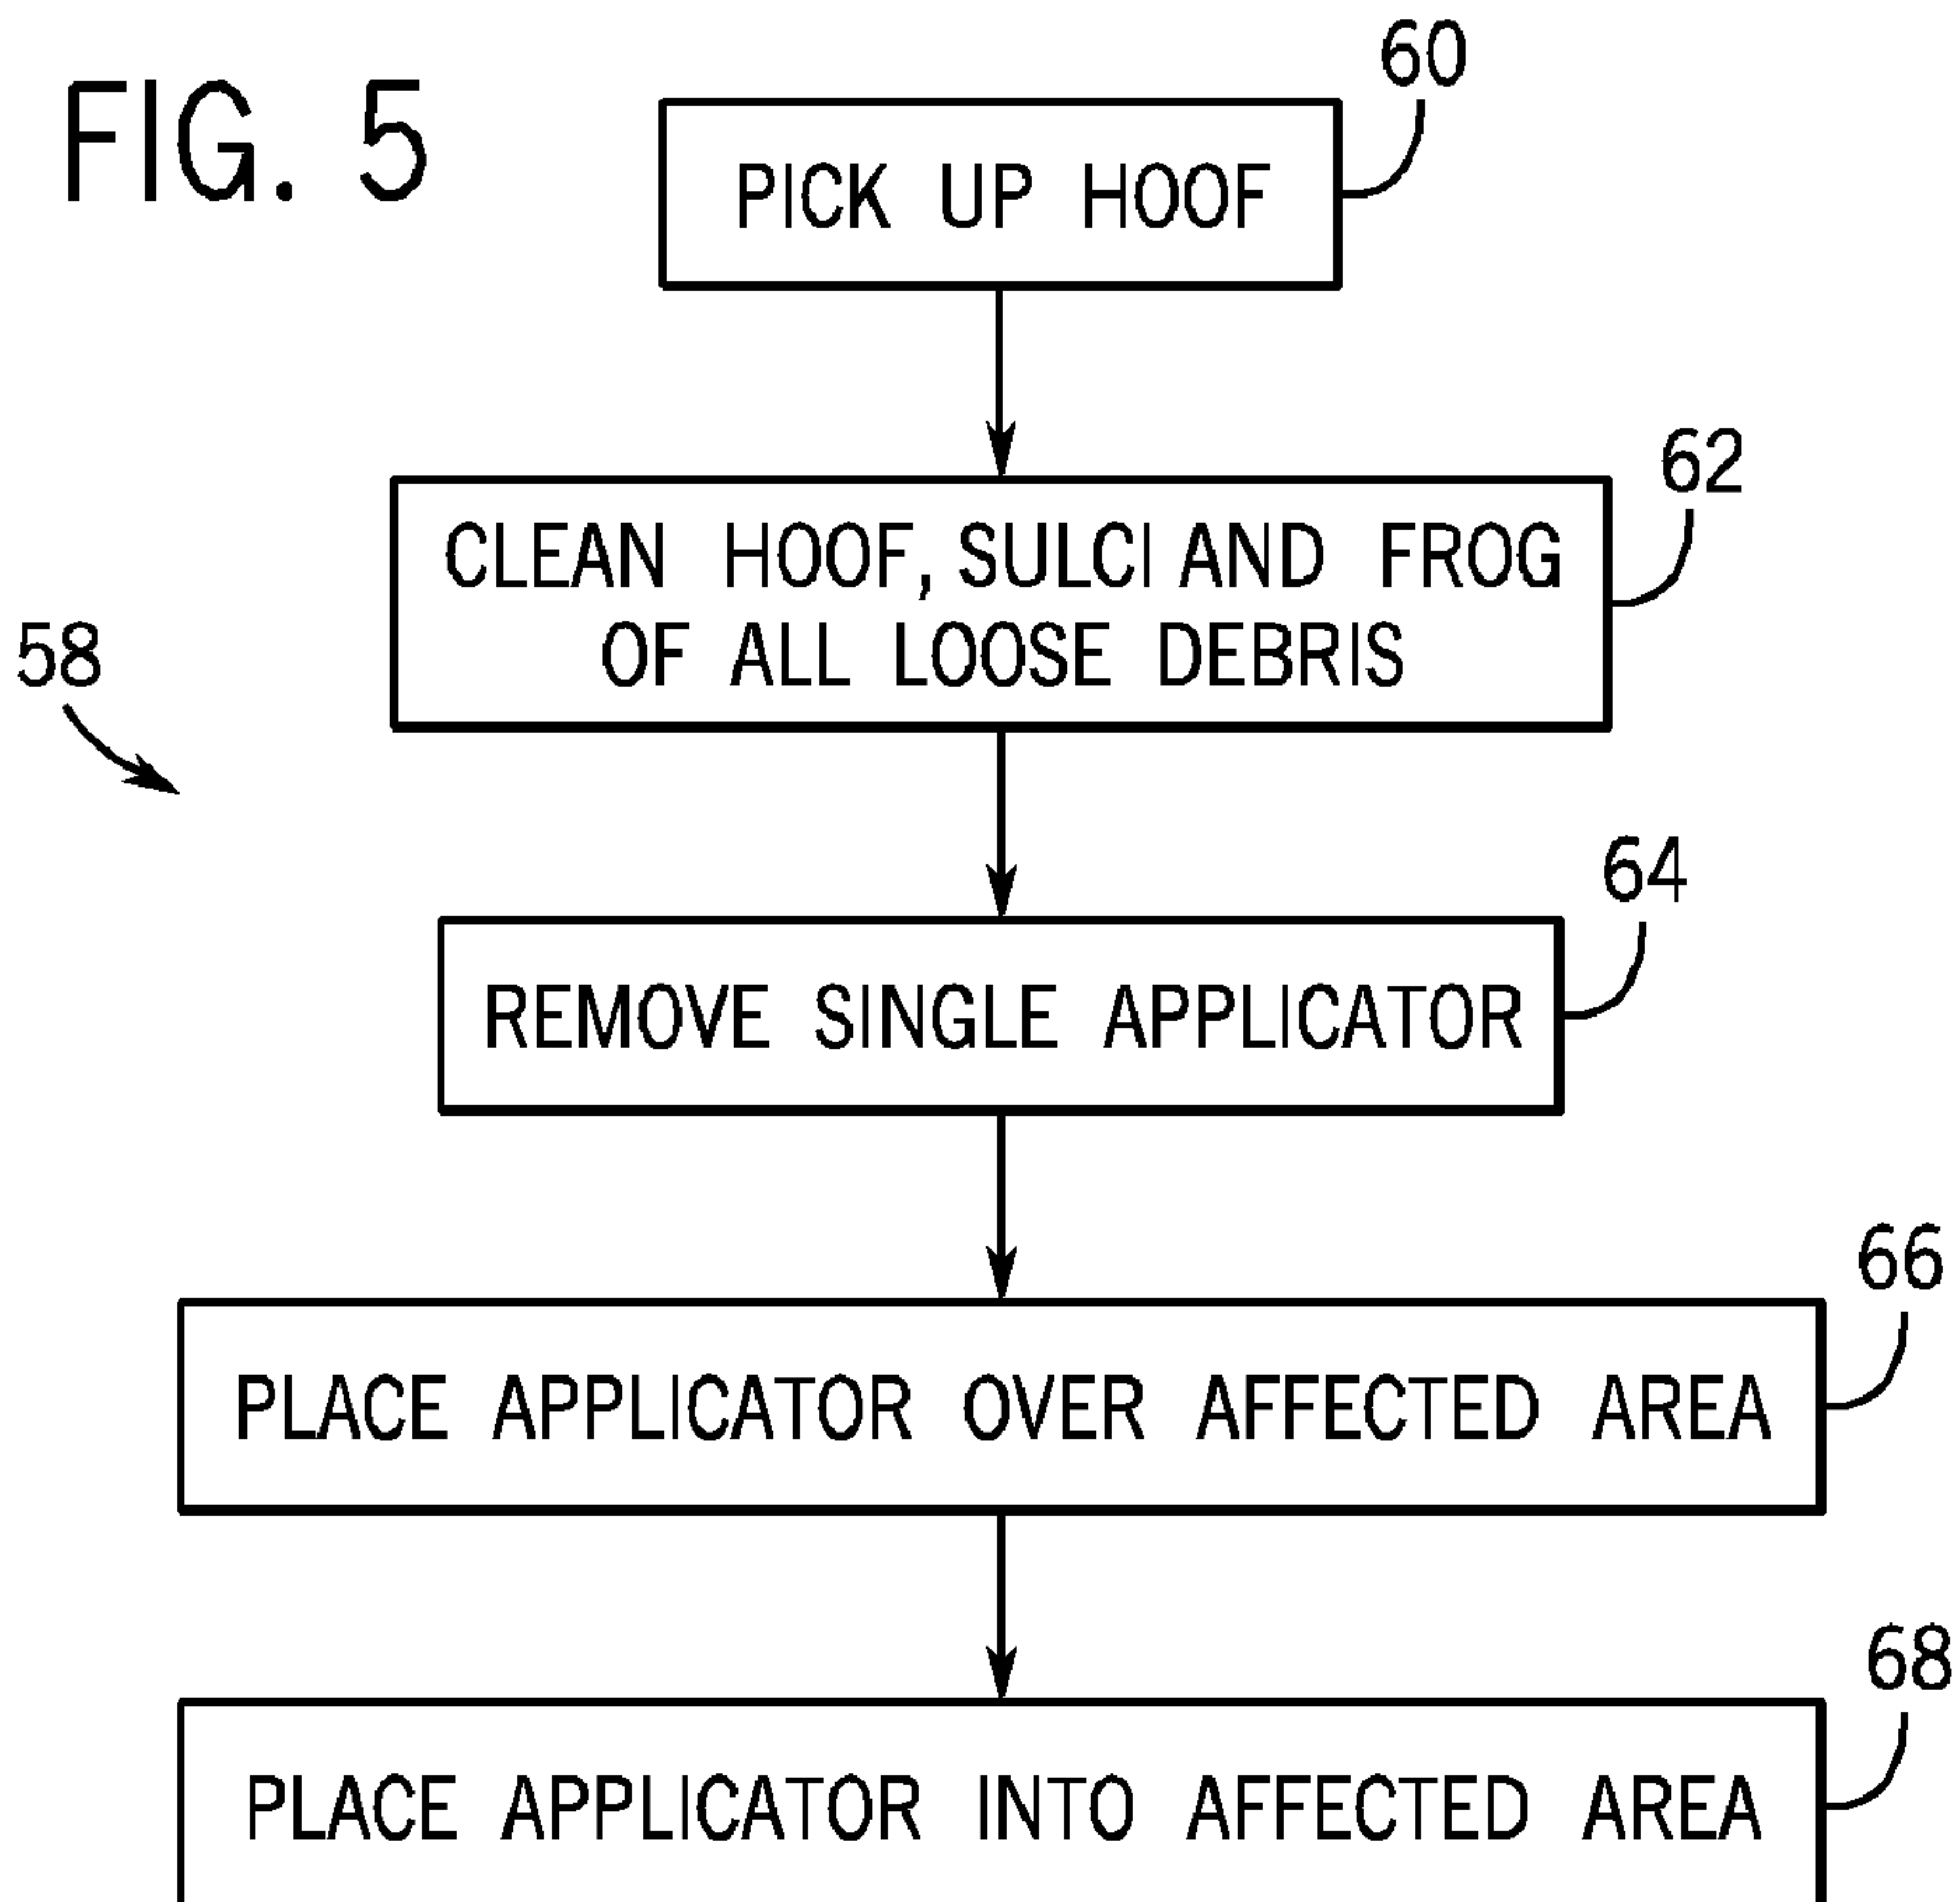 FIG. 5
60
PICK UP HOOF
62
CLEAN HOOF, SULCI AND FROG
OF ALL LOOSE DEBRIS
58
64
REMOVE SINGLE APPLICATOR
66
PLACE APPLICATOR OVER AFFECTED AREA
68
PLACE APPLICATOR INTO AFFECTED AREA